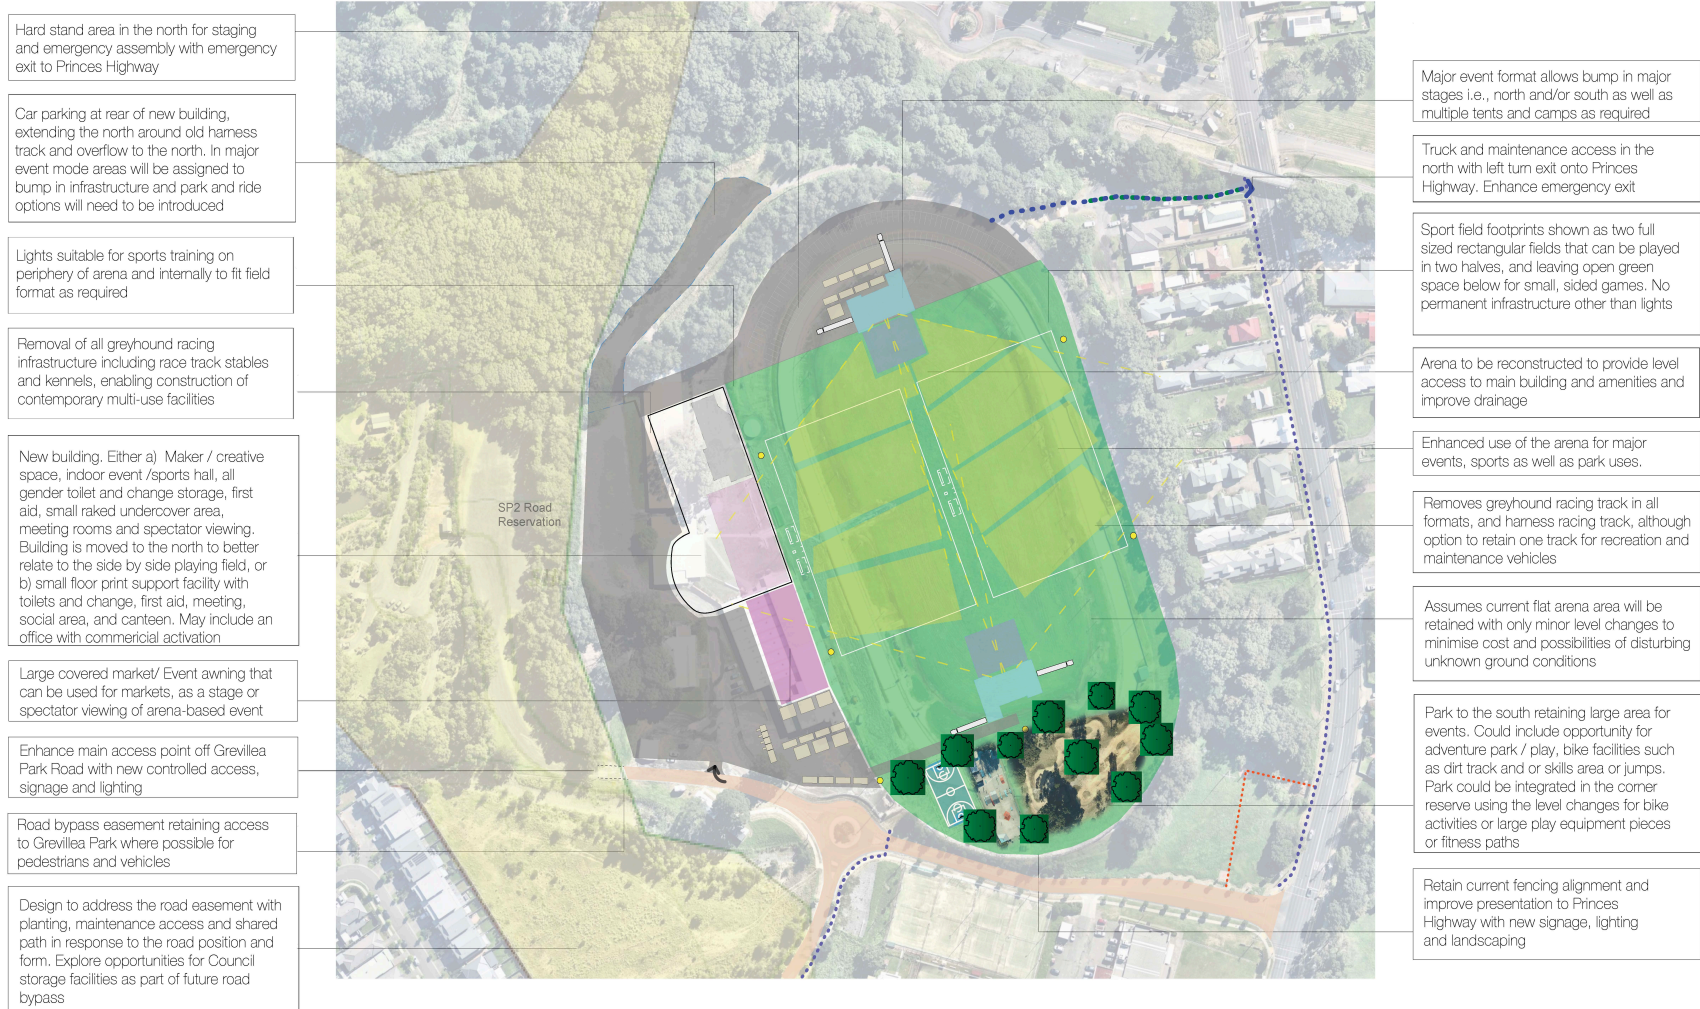 Hard stand area in the north for staging
and emergency assembly with emergency
exit to Princes Highway
Car parking at rear of new building,
extending the north around old harness
track and overflow to the north. In major
event mode areas will be assigned to
bump in infrastructure and park and ride
options will need to be introduced
Lights suitable for sports training on
periphery of arena and internally to fit field
format as required
Removal of all greyhound racing
infrastructure including race track stables
and kennels, enabling construction of
contemporary multi-use facilities
New building. Either a) Maker / creative
space, indoor event /sports hall, all
gender toilet and change storage, first
aid, small raked undercover area,
meeting rooms and spectator viewing.
Building is moved to the north to better
relate to the side by side playing field, or
b) small floor print support facility with
toilets and change, first aid, meeting,
social area, and canteen. May include an
office with commericial activation
Large covered market/ Event awning that
can be used for markets, as a stage or
spectator viewing of arena-based event
Enhance main access point off Grevillea
Park Road with new controlled access,
signage and lighting
Road bypass easement retaining access
to Grevillea Park where possible for
pedestrians and vehicles
Design to address the road easement with
planting, maintenance access and shared
path in response to the road position and
form. Explore opportunities for Council
storage facilities as part of future road
bypass
SP2 Road
Reservation
Major event format allows bump in major
stages i.e., north and/or south as well as
multiple tents and camps as required
Truck and maintenance access in the
north with left turn exit onto Princes
Highway. Enhance emergency exit
Sport field footprints shown as two full
sized rectangular fields that can be played
in two halves, and leaving open green
space below for small, sided games. No
permanent infrastructure other than lights
Arena to be reconstructed to provide level
access to main building and amenities and
improve drainage
Enhanced use of the arena for major
events, sports as well as park uses.
Removes greyhound racing track in all
formats, and harness racing track, although
option to retain one track for recreation and
maintenance vehicles
Assumes current flat arena area will be
retained with only minor level changes to
minimise cost and possibilities of disturbing
unknown ground conditions
Park to the south retaining large area for
events. Could include opportunity for
adventure park / play, bike facilities such
as dirt track and or skills area or jumps.
Park could be integrated in the corner
reserve using the level changes for bike
activities or large play equipment pieces
or fitness paths
Retain current fencing alignment and
improve presentation to Princes
Highway with new signage, lighting
and landscaping